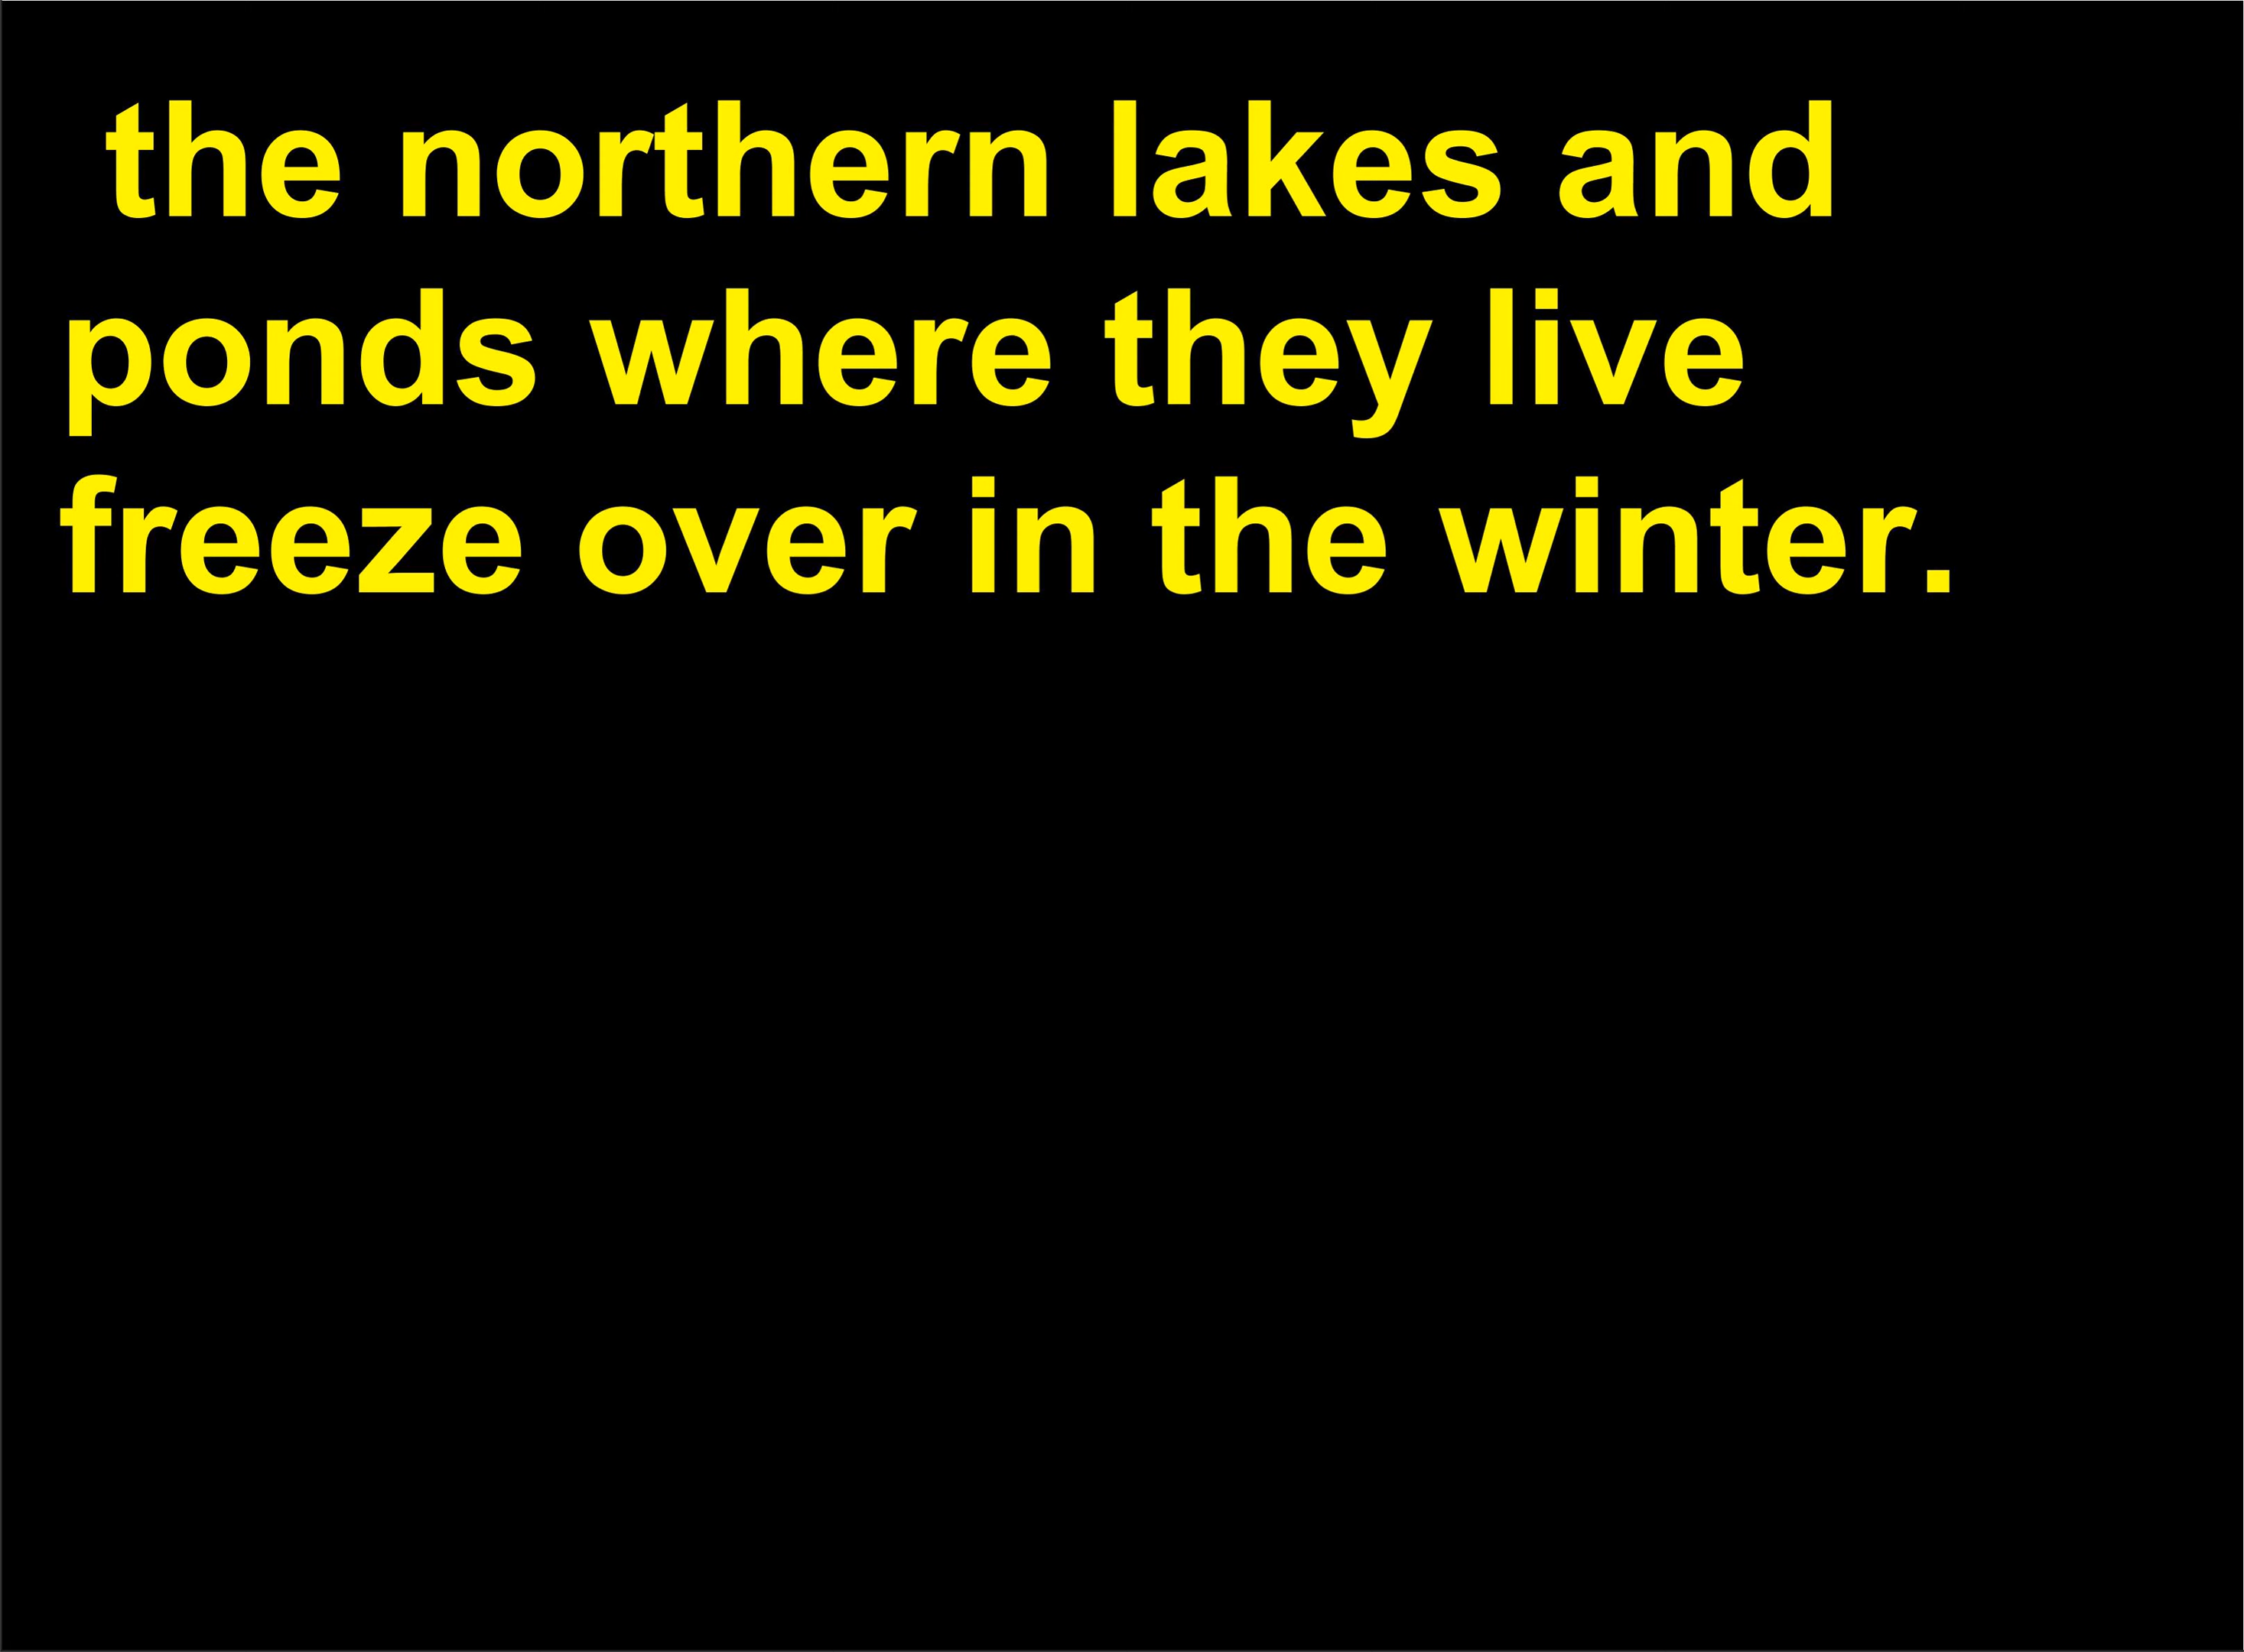 the northern lakes and
ponds where they live
freeze over in the winter.